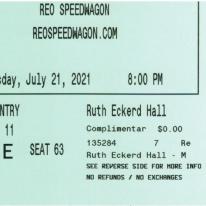 REO SPEEDWAGON
REOSPEEDWAGON.COM
sday, July 21, 2021 8:00 PM
NTRY
11
E SEAT 63
Ruth Eckerd Hall
Complimentar $0.00
135284 7 Re
Ruth Eckerd Hall - M
SEE REVERSE SIDE FOR MORE INFO
NO REFUNDS / NO EXCHANGES